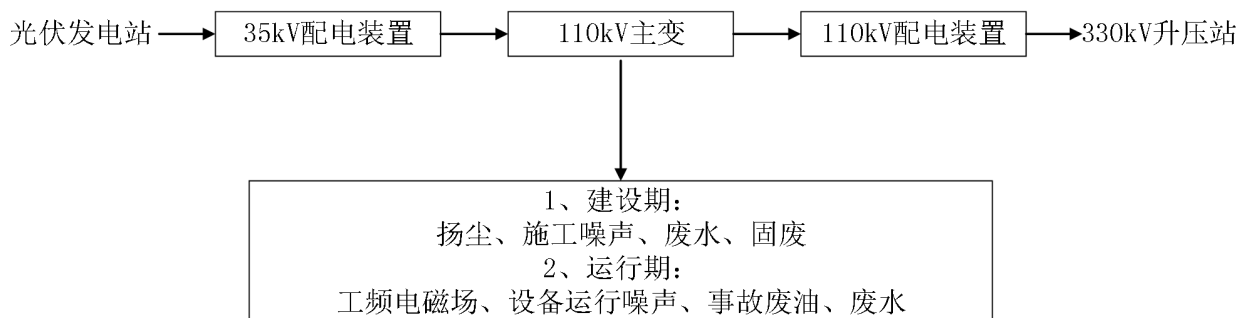 光伏发电站
35kV配电装置
110kV主变
110kV配电装置
330kV升压站
1、建设期：
扬尘、施工噪声、废水、固废
2、运行期：
工频电磁场、设备运行噪声、事故废油、废水